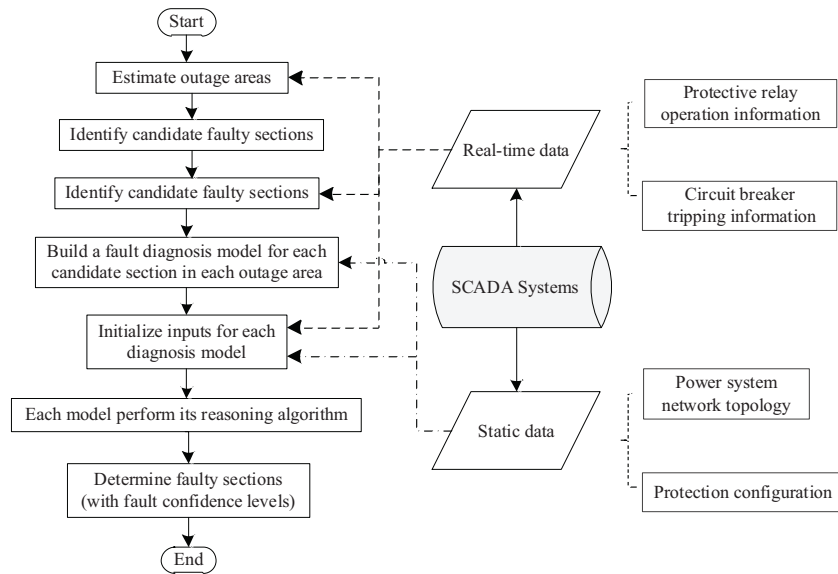 Start
Estimate outage areas
Identify candidate faulty sections
Identify candidate faulty sections
Build a fault diagnosis model for each
candidate section in each outage area
Initialize inputs for each
diagnosis model
Each model perform its reasoning algorithm
Determine faulty sections
(with fault confidence levels)
End
Real-time data
SCADA Systems
Static data
Protective relay
operation information
Circuit breaker
tripping information
Power system
network topology
Protection configuration